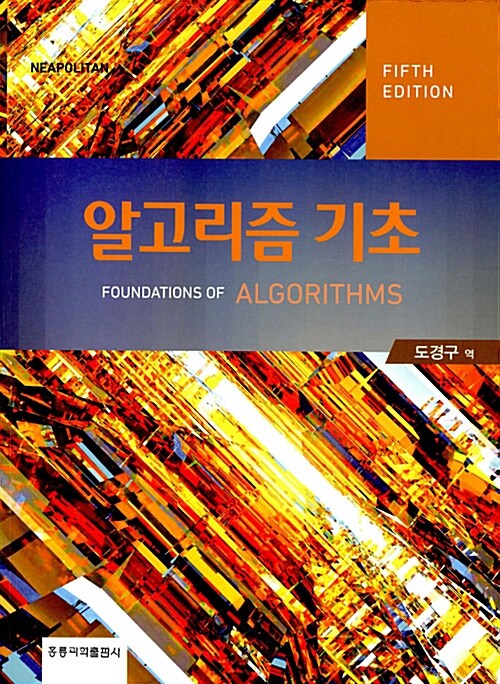 NEAPOLITAN
FIFTH
EDITION
알고리즘 기초
FOUNDATIONS OF ALGORITHMS
도경구 역
홍릉과학출판사